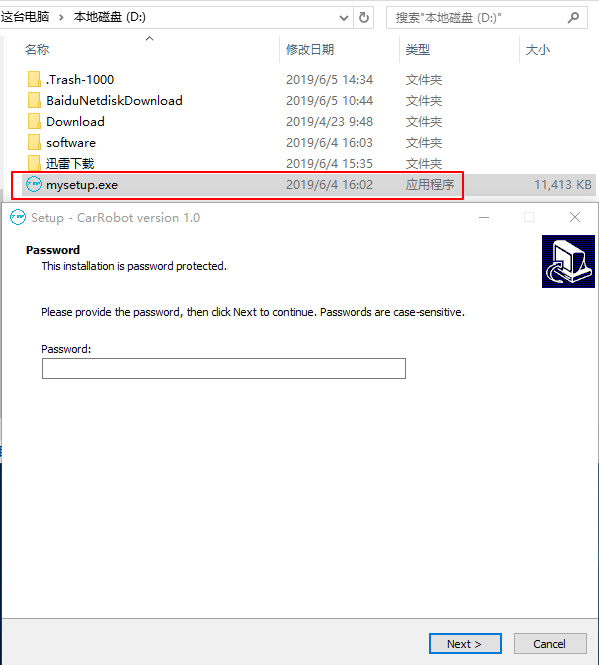 这台电脑 > 本地磁盘 (D:) 搜索"本地磁盘 (D:)"
名称 修改日期 类型 大小
.Trash-1000 2019/6/5 14:34 文件夹
BaiduNetdiskDownload 2019/6/5 10:44 文件夹
Download 2019/4/23 9:48 文件夹
software 2019/6/4 16:03 文件夹
迅雷下载 2019/6/4 15:35 文件夹
mysetup.exe 2019/6/4 16:02 应用程序 11,413 KB
Setup - CarRobot version 1.0
Password
This installation is password protected.
Please provide the password, then click Next to continue. Passwords are case-sensitive.
Password:
Next > Cancel